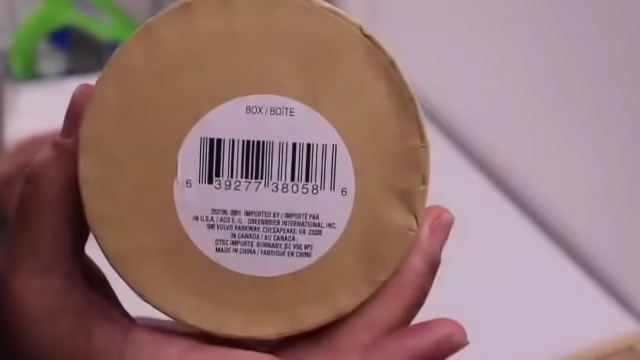 BOX / BOÎTE
6 39277 38058 6
IMPORTED BY / IMPORTÉ PAR
IN U.S.A. / AUX É.-U. : GREENBRIER INTERNATIONAL, INC.
500 VOLVO PARKWAY, CHESAPEAKE, VA 23320
IN CANADA / AU CANADA :
DTSC IMPORTS BURNABY, BC V5G 4P3
MADE IN CHINA / FABRIQUÉ EN CHINE